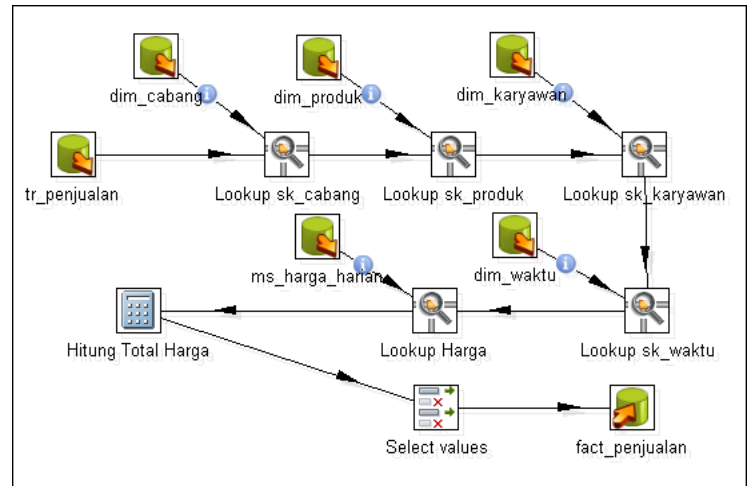 dim_cabang
dim_produk
dim_karyawan
tr_penjualan
Lookup sk_cabang
Lookup sk_produk
Lookup sk_karyawan
ms_harga_harian
dim_waktu
Hitung Total Harga
Lookup Harga
Lookup sk_waktu
Select values
fact_penjualan